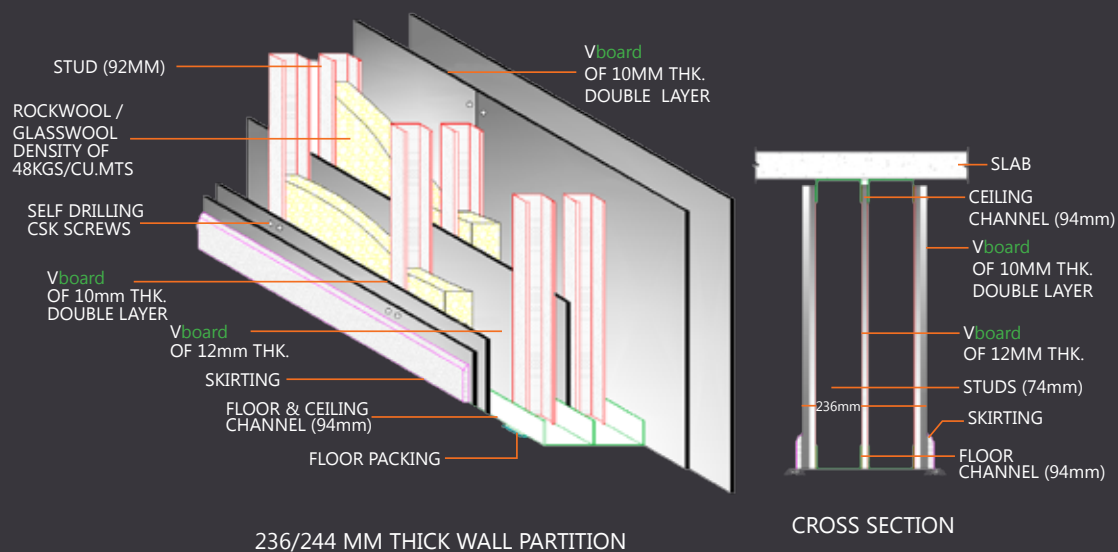 STUD (92MM)
ROCKWOOL /
GLASSWOOL
DENSITY OF
48KGS/CU.MTS
SELF DRILLING
CSK SCREWS
Vboard
OF 10mm THK.
DOUBLE LAYER
Vboard
OF 12mm THK.
SKIRTING
FLOOR & CEILING
CHANNEL (94mm)
FLOOR PACKING
Vboard
OF 10MM THK.
DOUBLE LAYER
236/244 MM THICK WALL PARTITION
SLAB
CEILING
CHANNEL (94mm)
Vboard
OF 10MM THK.
DOUBLE LAYER
Vboard
OF 12MM THK.
STUDS (74mm)
236mm
SKIRTING
FLOOR
CHANNEL (94mm)
CROSS SECTION